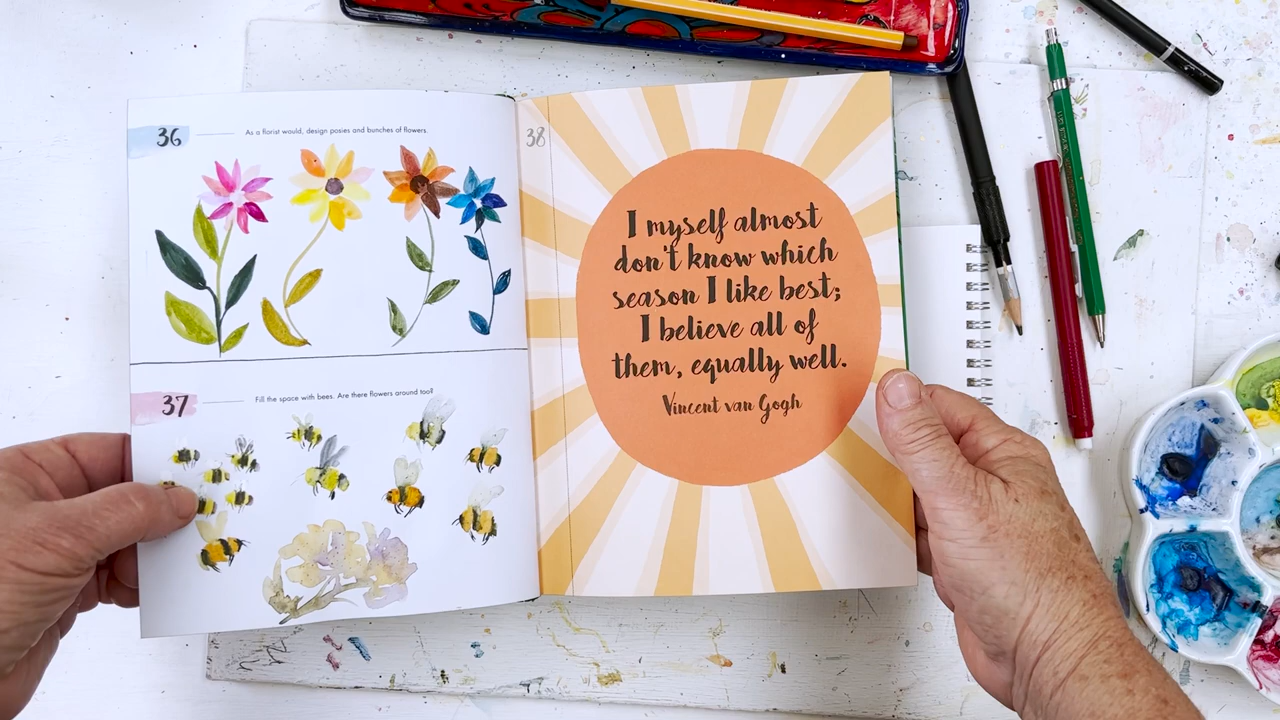 36
As a florist would, design posies and bunches of flowers.
37
Fill the space with bees. Are there flowers around too?
38
I myself almost
don't know which
season I like best;
I believe all of
them, equally well.
Vincent van Gogh